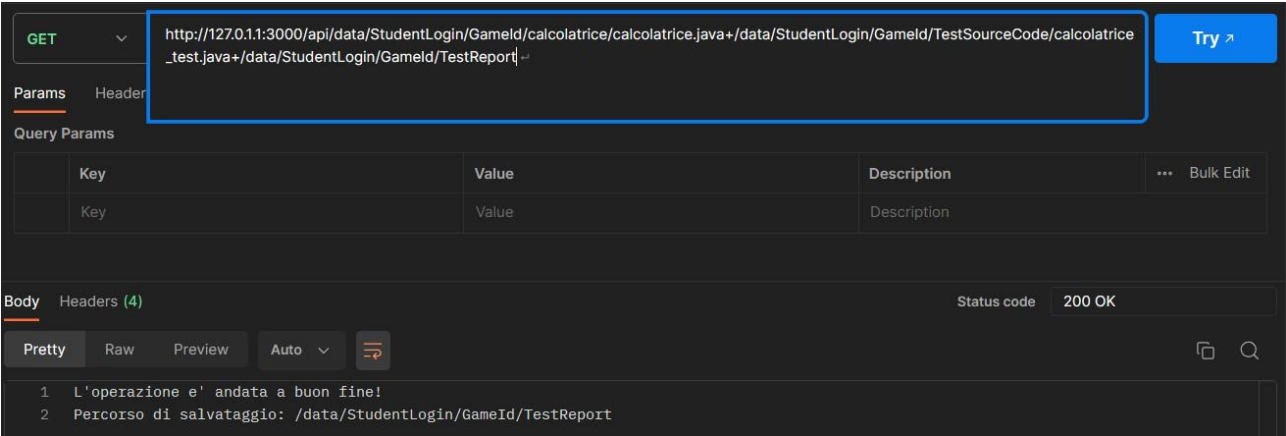 GET
http://127.0.1.1:3000/api/data/StudentLogin/GameId/calcolatrice/calcolatrice.java+/data/StudentLogin/GameId/TestSourceCode/calcolatrice
_test.java+/data/StudentLogin/GameId/TestReport
Try
Params Header
Query Params
Key Value Description ••• Bulk Edit
Key Value Description
Body Headers (4) Status code 200 OK
Pretty Raw Preview Auto
1 L'operazione e' andata a buon fine!
2 Percorso di salvataggio: /data/StudentLogin/GameId/TestReport